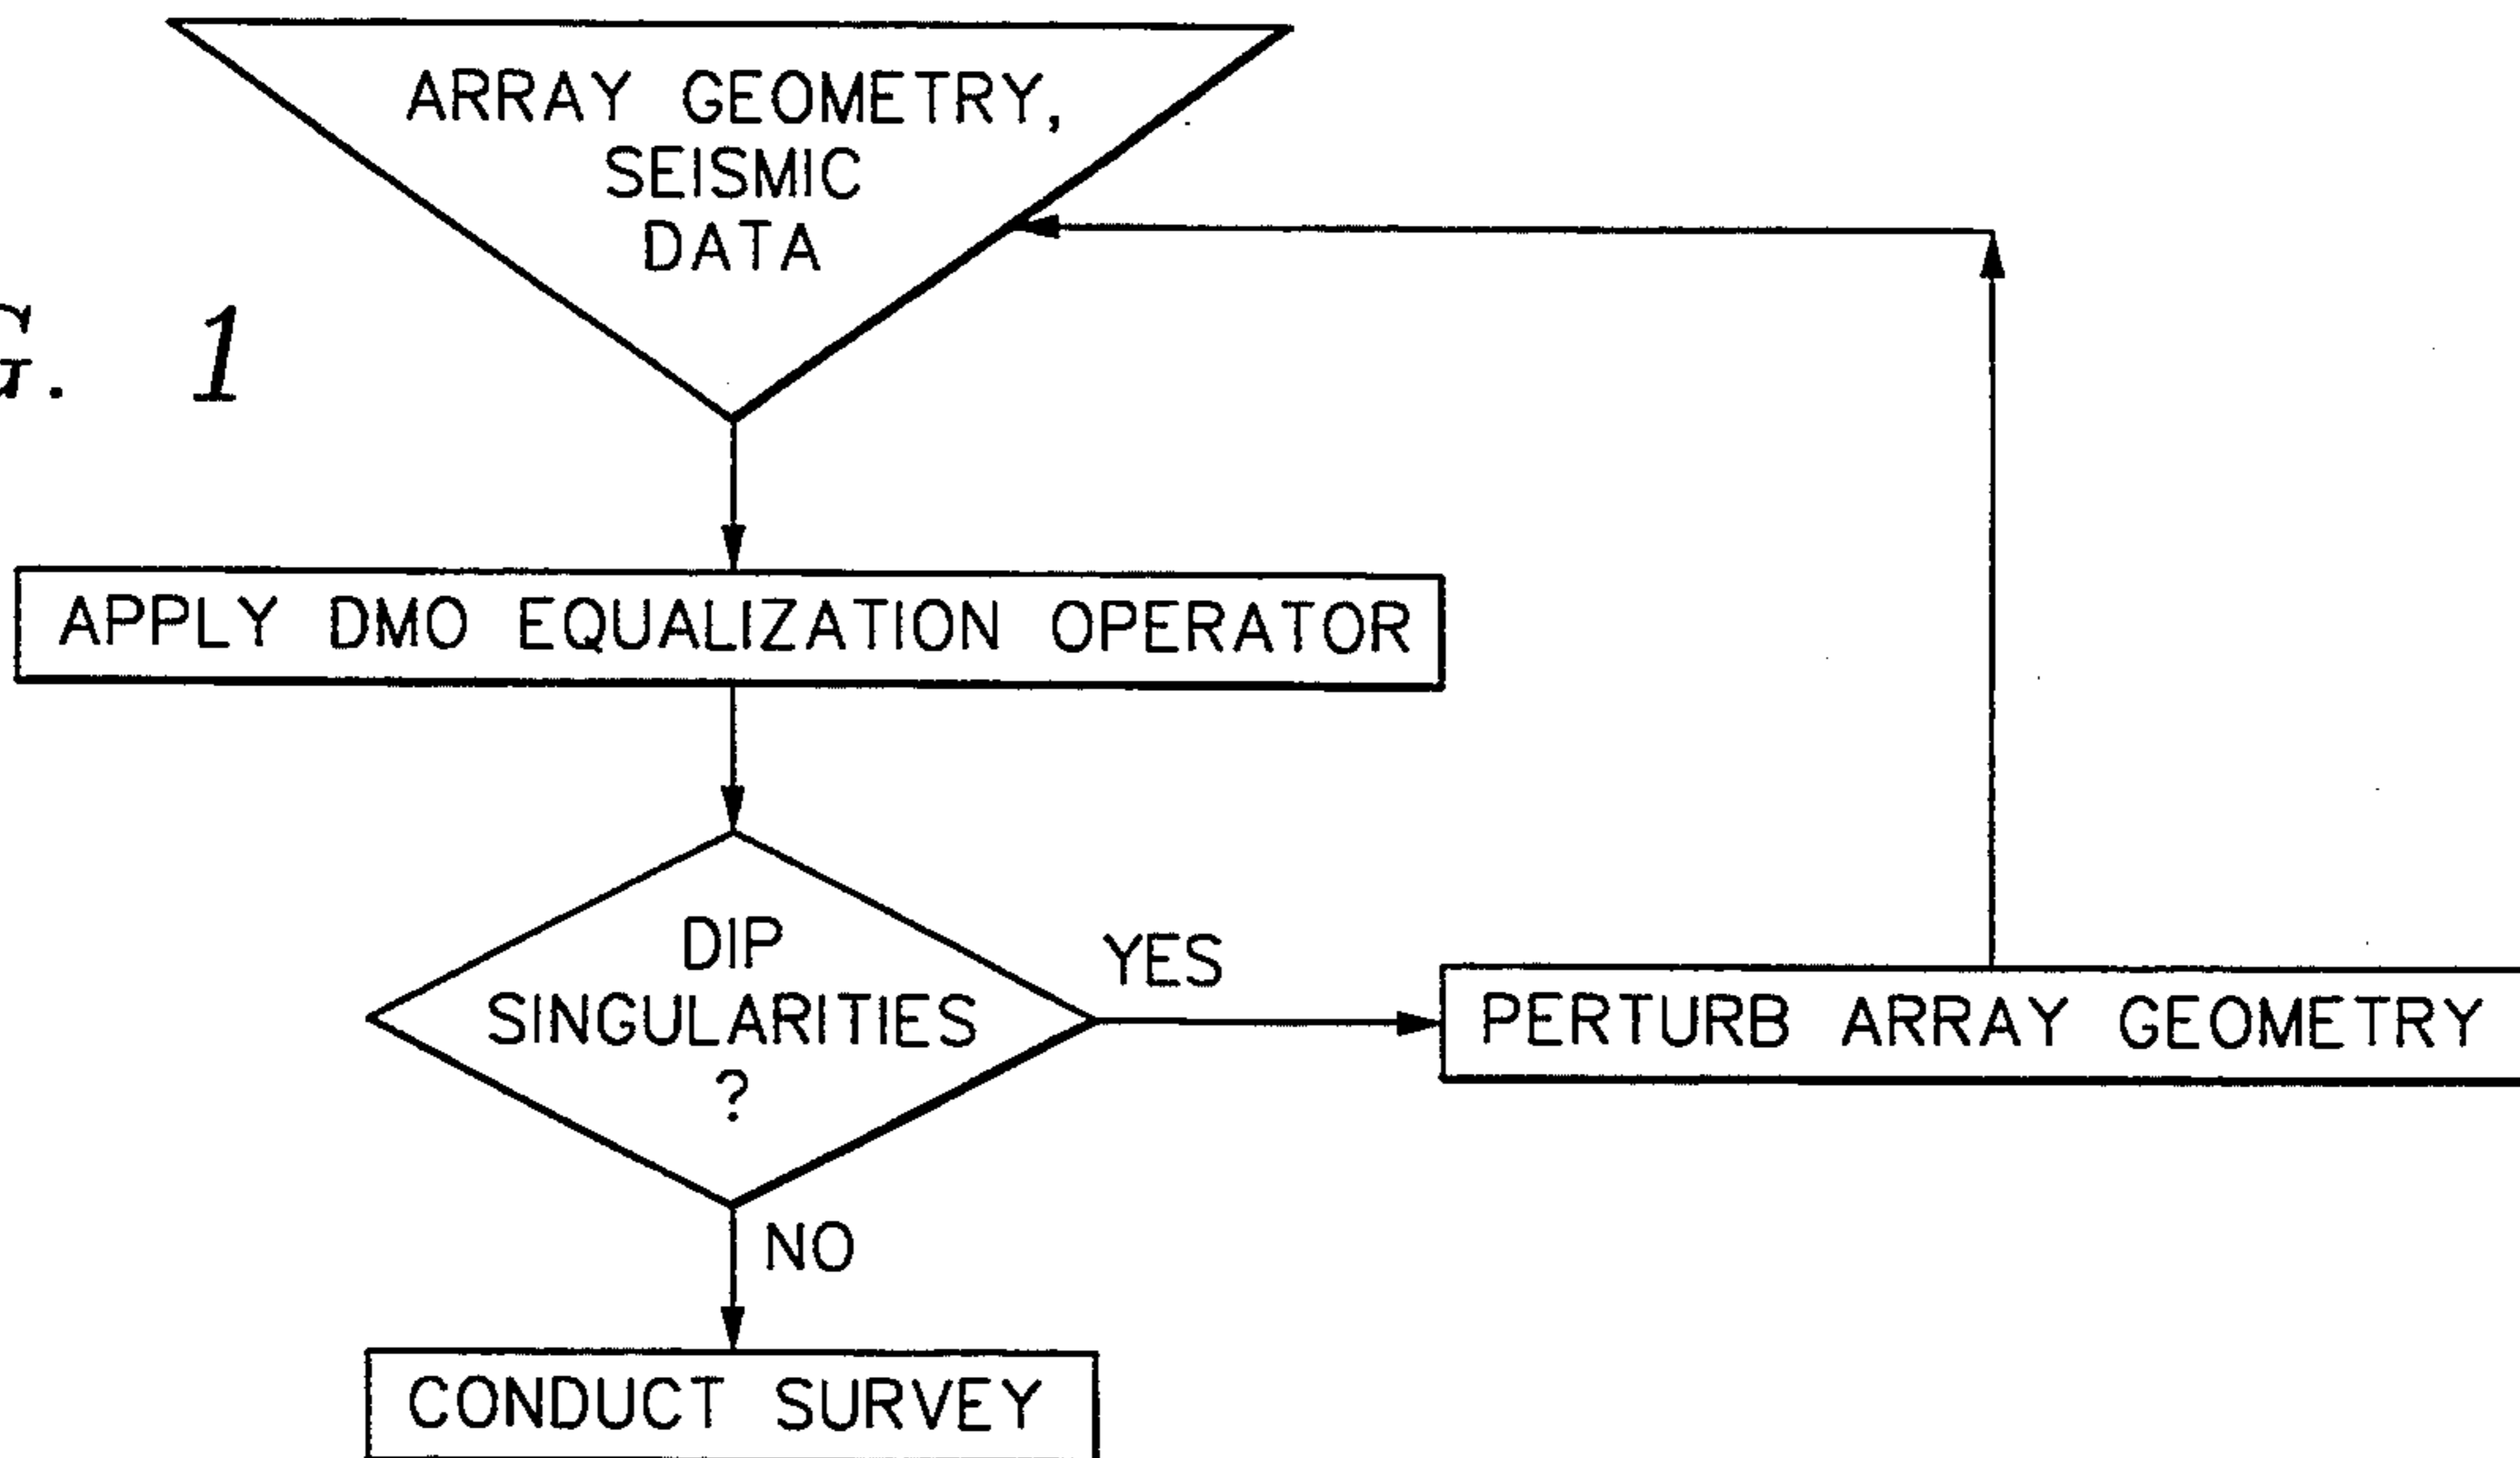 ARRAY GEOMETRY,
SEISMIC
DATA
G. 1
APPLY DMO EQUALIZATION OPERATOR
DIP
SINGULARITIES
?
YES
PERTURB ARRAY GEOMETRY
NO
CONDUCT SURVEY